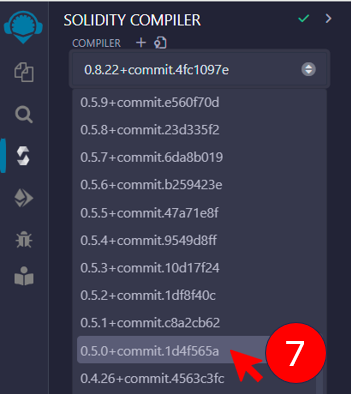 SOLIDITY COMPILER
COMPILER
0.8.22+commit.4fc1097e
0.5.9+commit.e560f70d
0.5.8+commit.23d335f2
0.5.7+commit.6da8b019
0.5.6+commit.b259423e
0.5.5+commit.47a71e8f
0.5.4+commit.9549d8ff
0.5.3+commit.10d17f24
0.5.2+commit.1df8f40c
0.5.1+commit.c8a2cb62
0.5.0+commit.1d4f565a
7
0.4.26+commit.4563c3fc